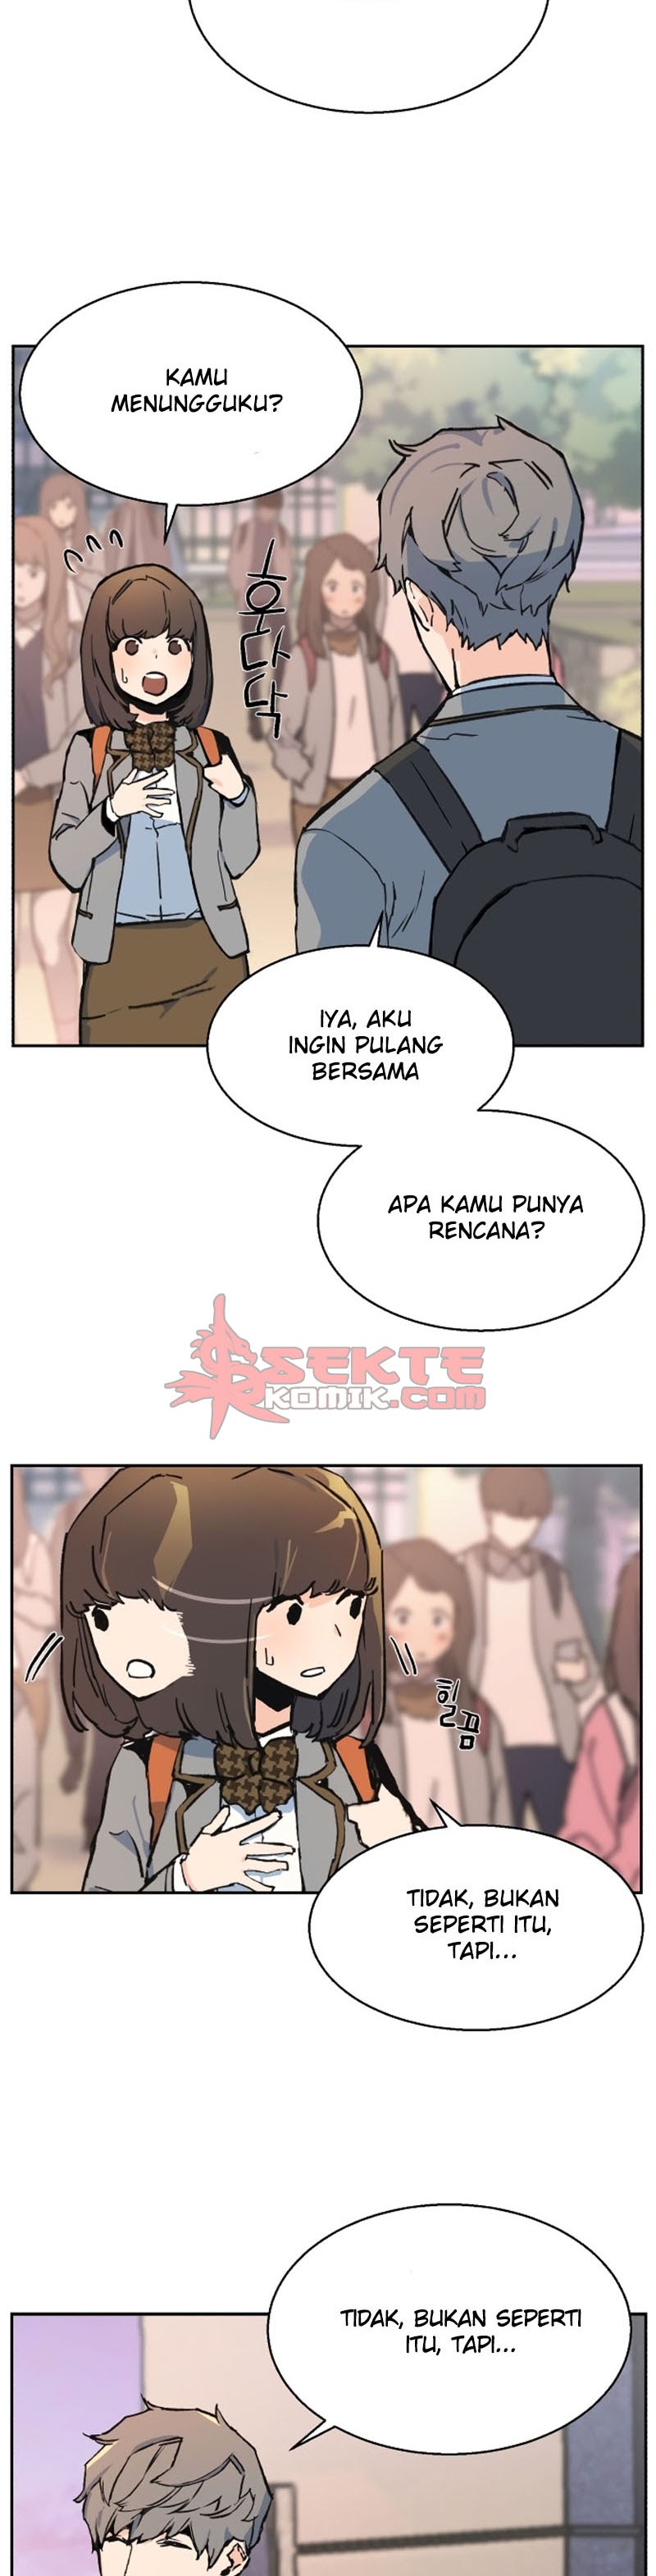 KAMU
MENUNGGUKU?
후다닥
IYA, AKU
INGIN PULANG
BERSAMA
APA KAMU PUNYA
RENCANA?
SEKTE
KOMIK.COM
힐끔
TIDAK, BUKAN
SEPERTI ITU,
TAPI...
TIDAK, BUKAN SEPERTI
ITU, TAPI...